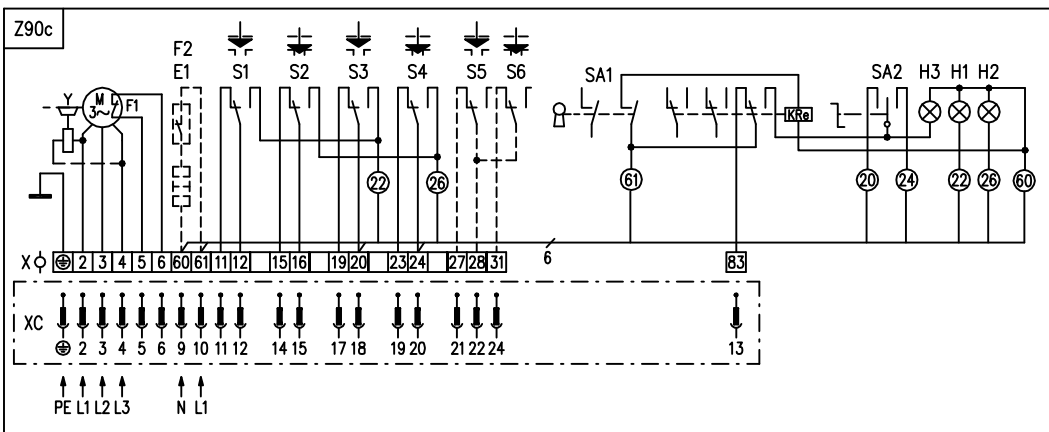 Z90c
F2
E1 S1 S2 S3 S4 S5 S6 SA1 SA2 H3 H1 H2
Y M 3~ F1
KRe
22 26 61 20 24 22 26 60
X 2 3 4 5 6 60 61 11 12 15 16 19 20 23 24 27 28 31 6 83
XC
2 3 4 5 6 9 10 11 12 14 15 17 18 19 20 21 22 24 13
PE L1 L2 L3 N L1